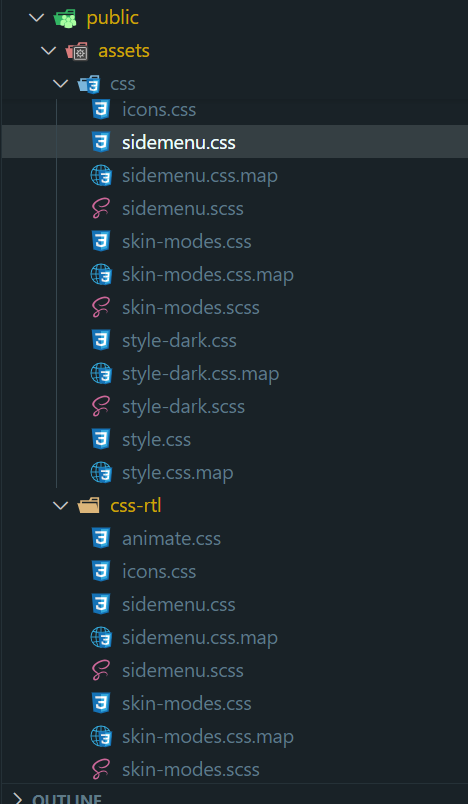 public
assets
css
icons.css
sidemenu.css
sidemenu.css.map
sidemenu.scss
skin-modes.css
skin-modes.css.map
skin-modes.scss
style-dark.css
style-dark.css.map
style-dark.scss
style.css
style.css.map
css-rtl
animate.css
icons.css
sidemenu.css
sidemenu.css.map
sidemenu.scss
skin-modes.css
skin-modes.css.map
skin-modes.scss
OUTLINE